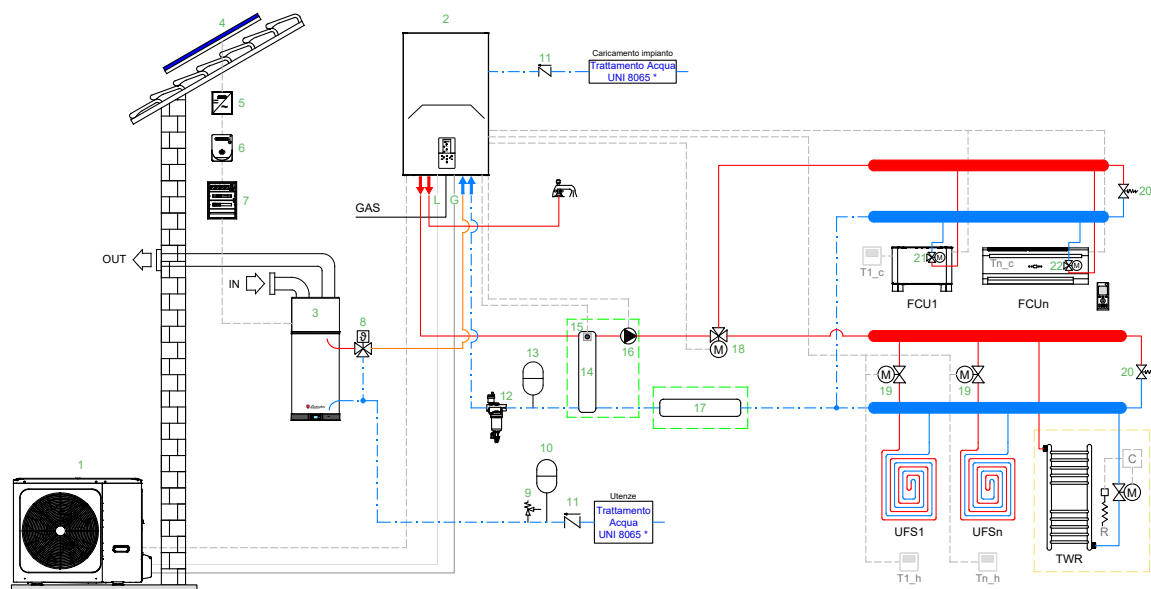 4
2
11
Caricamento impianto
Trattamento Acqua
UNI 8065 *
5
6
7
GAS
L
G
OUT
IN
3
8
20
21
M
T1_c
Tn_c
22
M
FCU1
FCUn
15
14
16
18
M
13
12
17
M
19
M
19
20
10
9
11
Utenze
Trattamento
Acqua
UNI 8065 *
1
C
M
R
UFS1
UFSn
TWR
T1_h
Tn_h